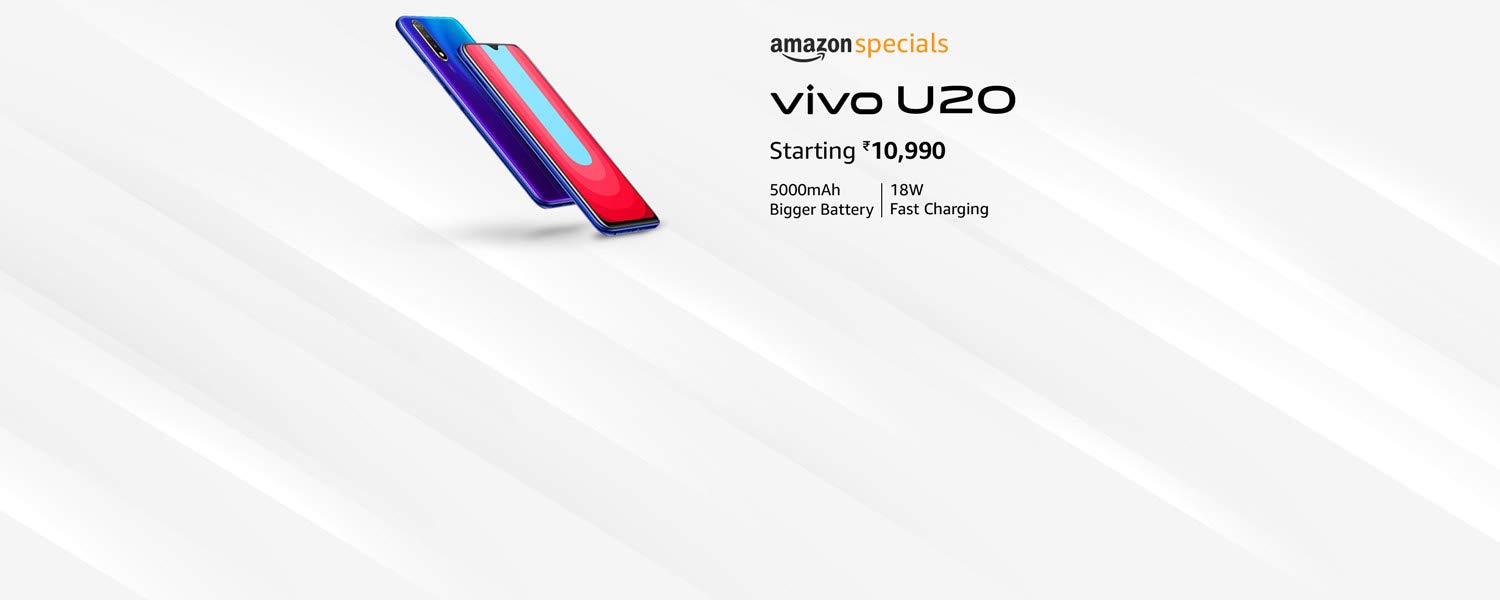 amazonspecials
vivo U20
Starting ₹10,990
5000mAh | 18W
Bigger Battery | Fast Charging